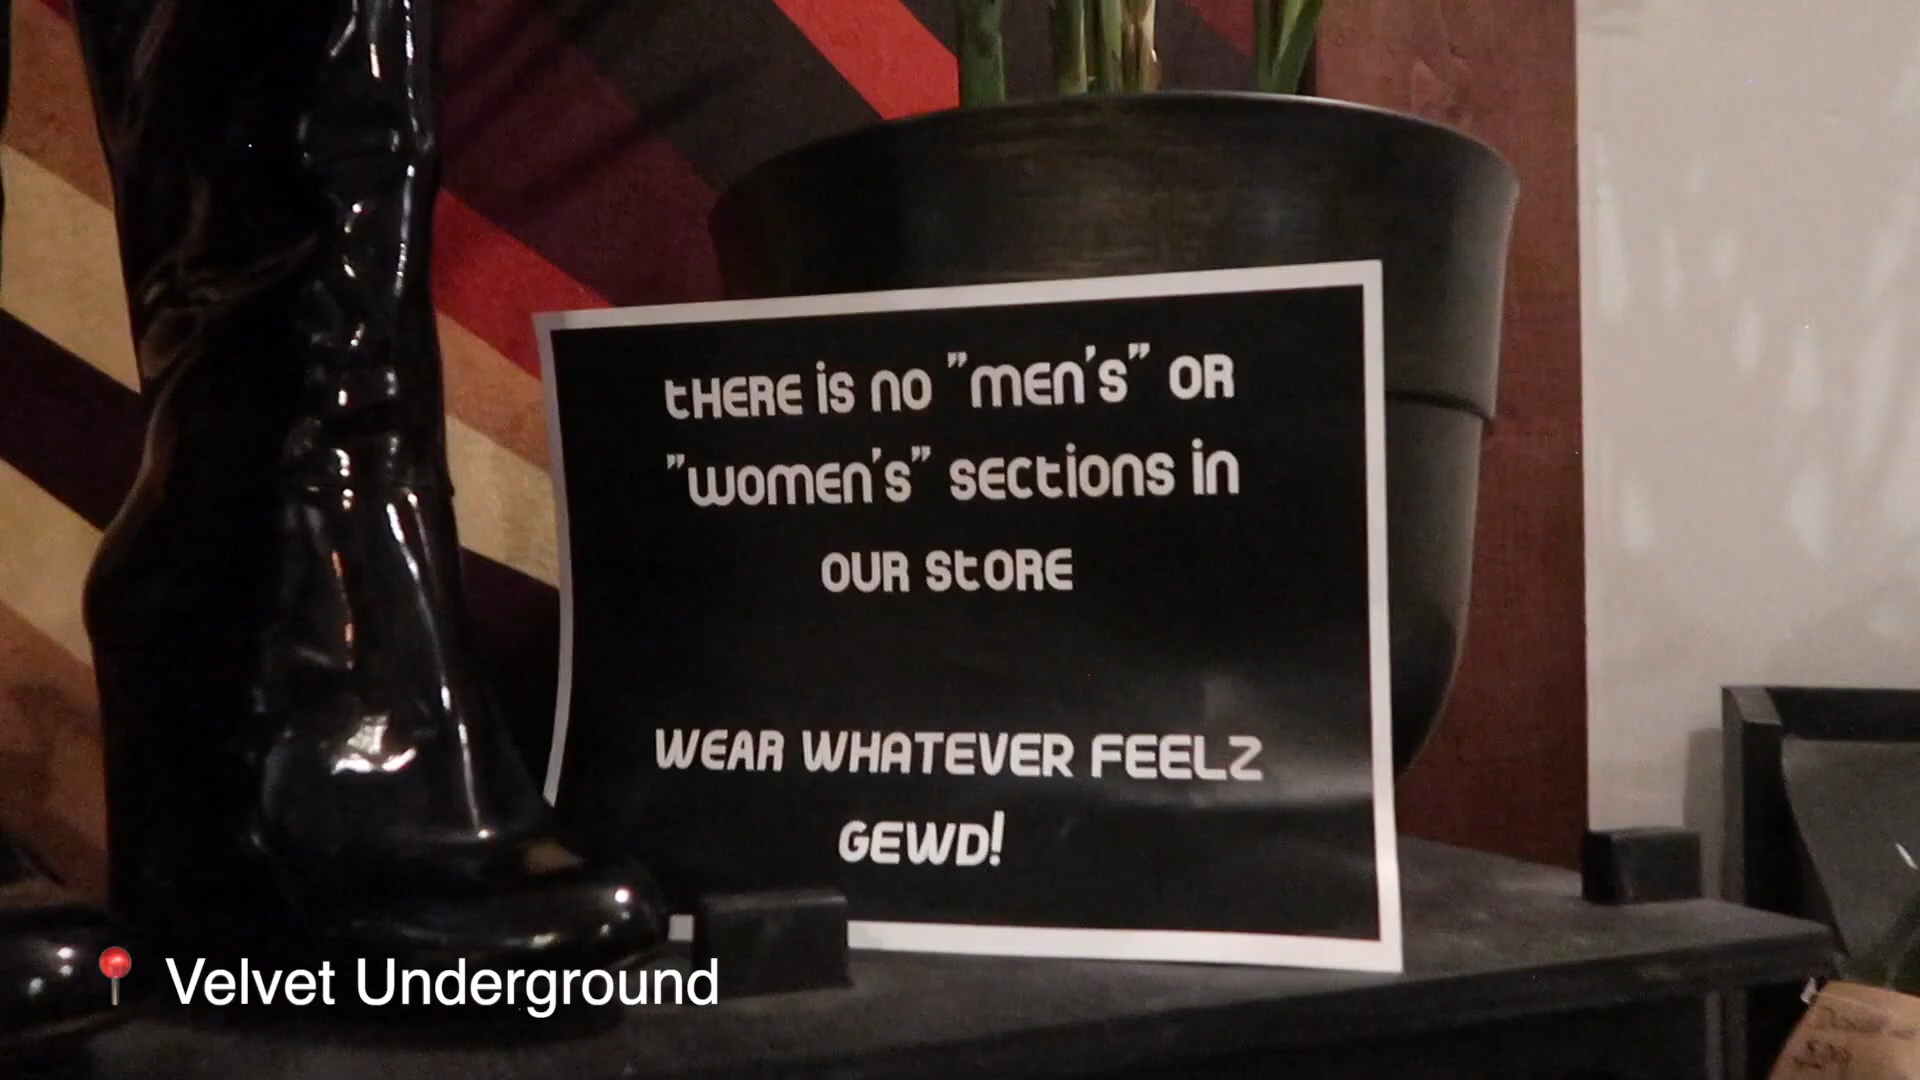 tHERE is no "men's" OR
"women's" sections in
OUR StORE
WEAR WHATEVER FEELZ
GEWD!
📍 Velvet Underground